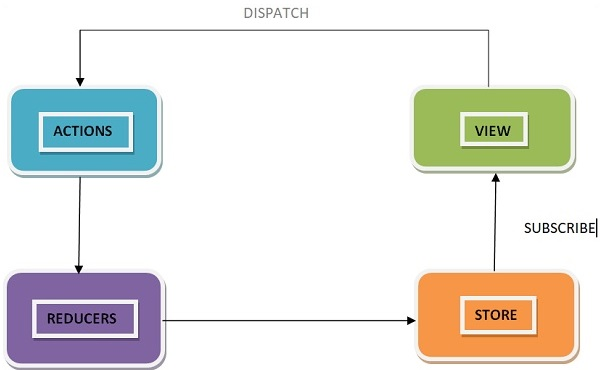 DISPATCH
ACTIONS
VIEW
SUBSCRIBE
REDUCERS
STORE